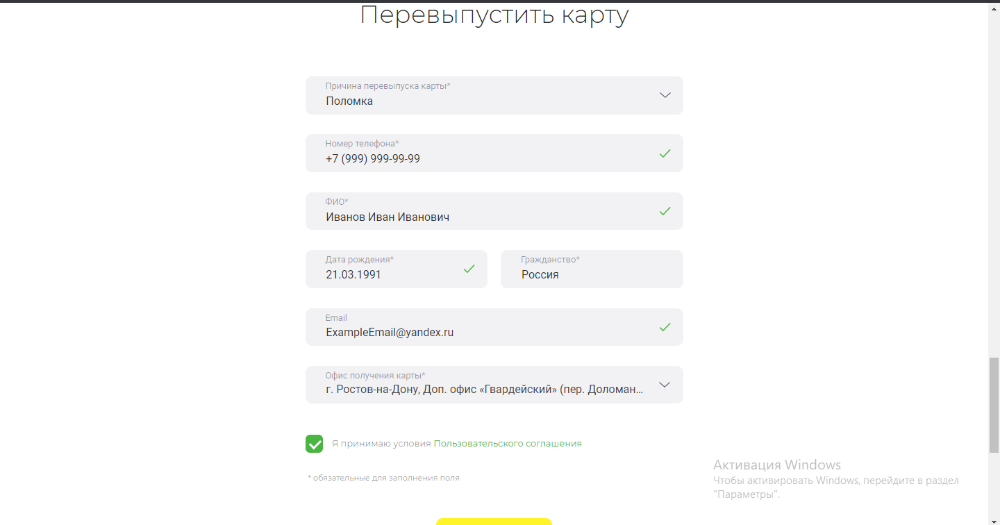 Перевыпустить карту
Причина перевыпуска карты*
Поломка
Номер телефона*
+7 (999) 999-99-99
ФИО*
Иванов Иван Иванович
Дата рождения*
21.03.1991
Гражданство*
Россия
Email
ExampleEmail@yandex.ru
Офис получения карты*
г. Ростов-на-Дону, Доп. офис «Гвардейский» (пер. Доломан...
Я принимаю условия Пользовательского соглашения
* обязательные для заполнения поля
Активация Windows
Чтобы активировать Windows, перейдите в раздел
"Параметры".